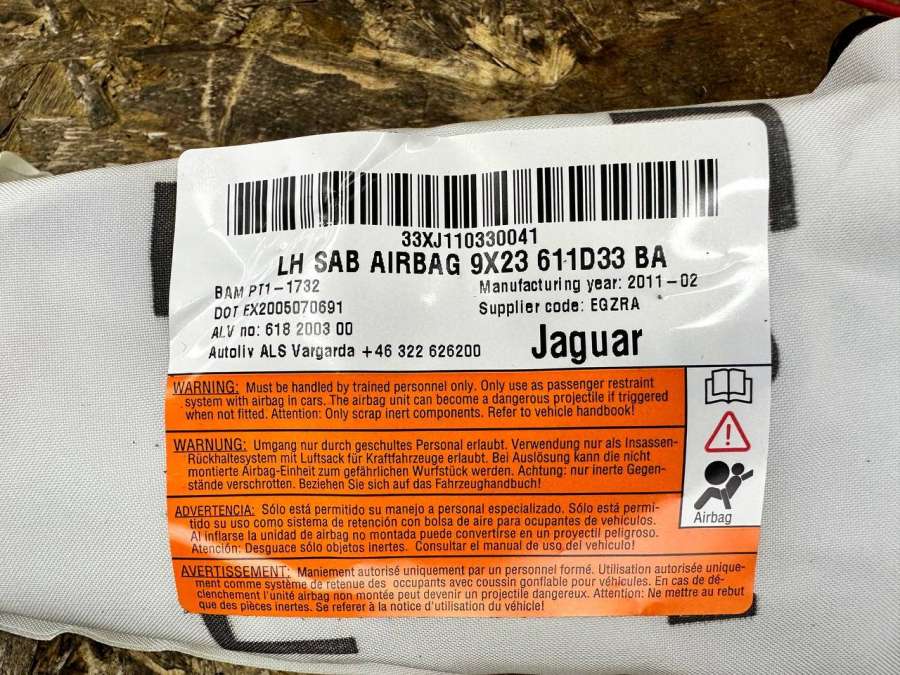 33XJ110330041
LH SAB AIRBAG 9X23 611D33 BA
BAM PT1-1732
Manufacturing year: 2011-02
DOT EX2005070691
Supplier code: EGZRA
ALV no: 618 2003 00
Autoliv ALS Vargarda +46 322 626200
Jaguar
WARNING: Must be handled by trained personnel only. Only use as passenger restraint
system with airbag in cars. The airbag unit can become a dangerous projectile if triggered
when not fitted. Attention: Only scrap inert components. Refer to vehicle handbook!
WARNUNG: Umgang nur durch geschultes Personal erlaubt. Verwendung nur als Insassen-
Rückhaltesystem mit Luftsack für Kraftfahrzeuge erlaubt. Bei Auslösung kann die nicht
montierte Airbag-Einheit zum gefährlichen Wurfstück werden. Achtung: nur inerte Gegen-
stände verschrotten. Beziehen Sie sich auf das Fahrzeughandbuch!
ADVERTENCIA: Sólo está permitido su manejo a personal especializado. Sólo está permi-
tido su uso como sistema de retención con bolsa de aire para ocupantes de vehículos.
Al inflarse la unidad de airbag no montada puede convertirse en un proyectil peligroso.
Atención: Desguace sólo objetos inertes. Consultar el manual de uso del vehículo!
AVERTISSEMENT: Maniement autorisé uniquement par un personnel formé. Utilisation autorisée unique-
ment comme système de retenue des occupants avec coussin gonflable pour véhicules. En cas de dé-
clenchement l'unité airbag non montée peut devenir un projectile dangereux. Attention: Ne mettre au rebut
que des pièces inertes. Se referer à la notice d'utilisation du véhicle!
Airbag